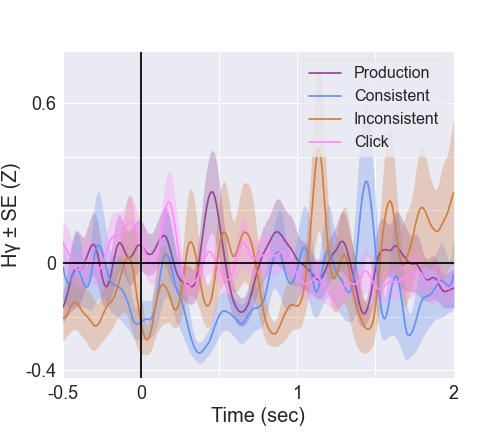 Production
Consistent
Inconsistent
Click
0.6
0
-0.4
Hγ ± SE (Z)
-0.5
0
1
2
Time (sec)